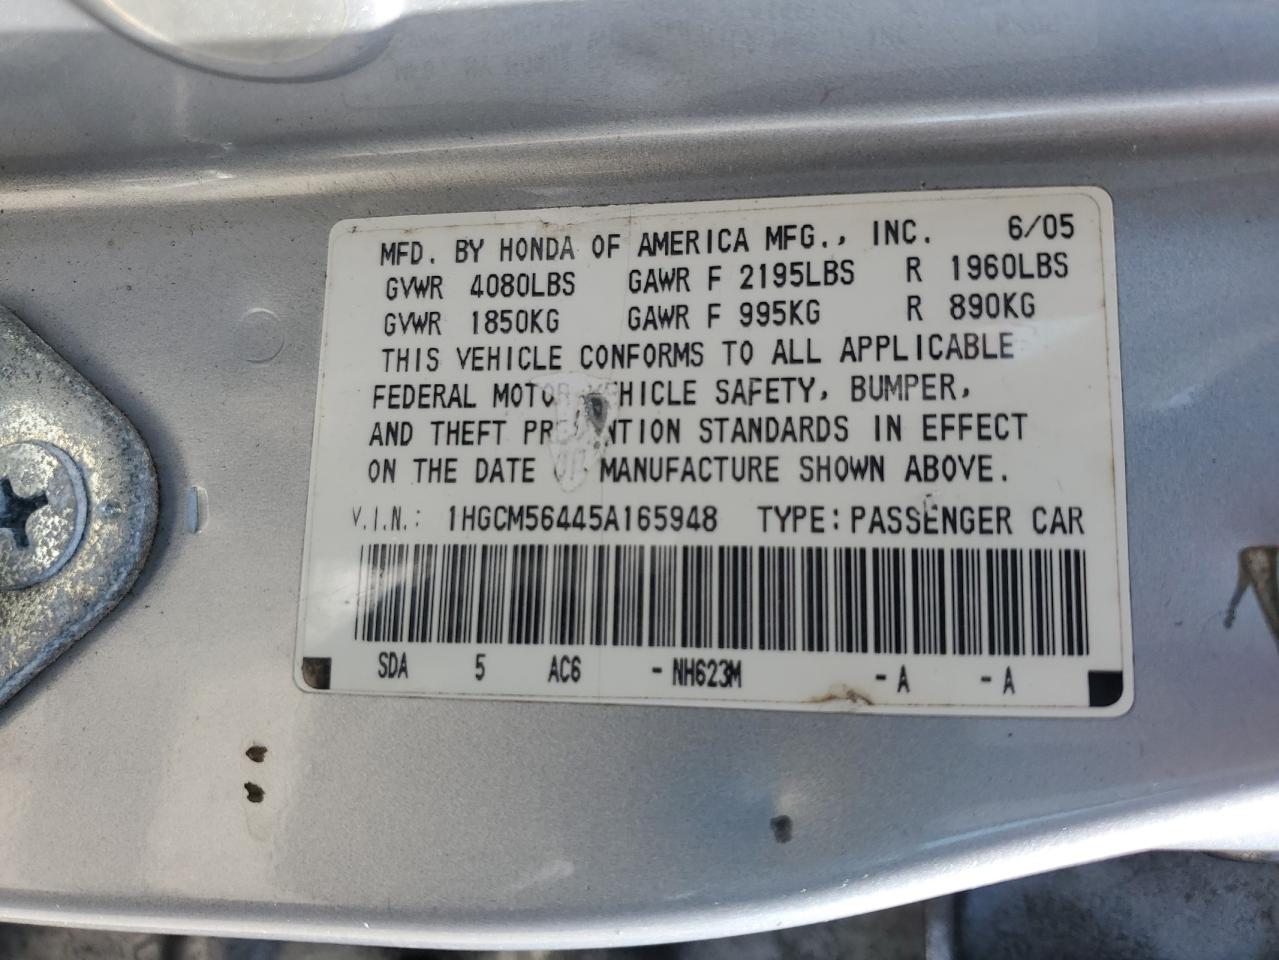 MFD. BY HONDA OF AMERICA MFG., INC. 6/05
GVWR 4080LBS GAWR F 2195LBS R 1960LBS
GVWR 1850KG GAWR F 995KG R 890KG
THIS VEHICLE CONFORMS TO ALL APPLICABLE
FEDERAL MOTOR VEHICLE SAFETY, BUMPER,
AND THEFT PREVENTION STANDARDS IN EFFECT
ON THE DATE OF MANUFACTURE SHOWN ABOVE.
V.I.N.: 1HGCM56445A165948 TYPE: PASSENGER CAR
SDA 5 AC6 - NH623M - A - A